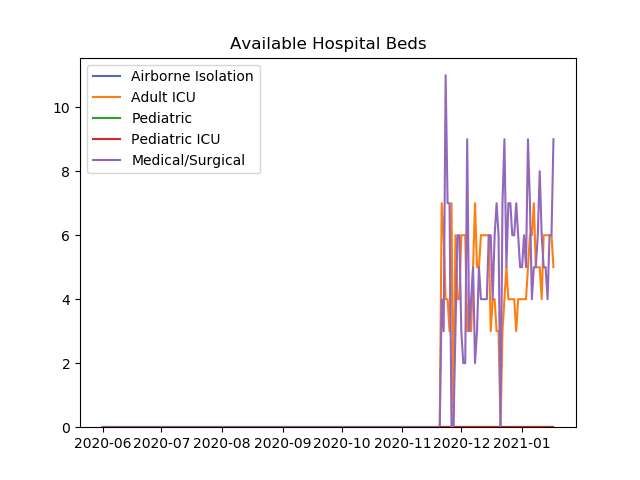 Available Hospital Beds
Airborne Isolation
Adult ICU
Pediatric
Pediatric ICU
Medical/Surgical
10
8
6
4
2
0
2020-06 2020-07 2020-08 2020-09 2020-10 2020-11 2020-12 2021-01